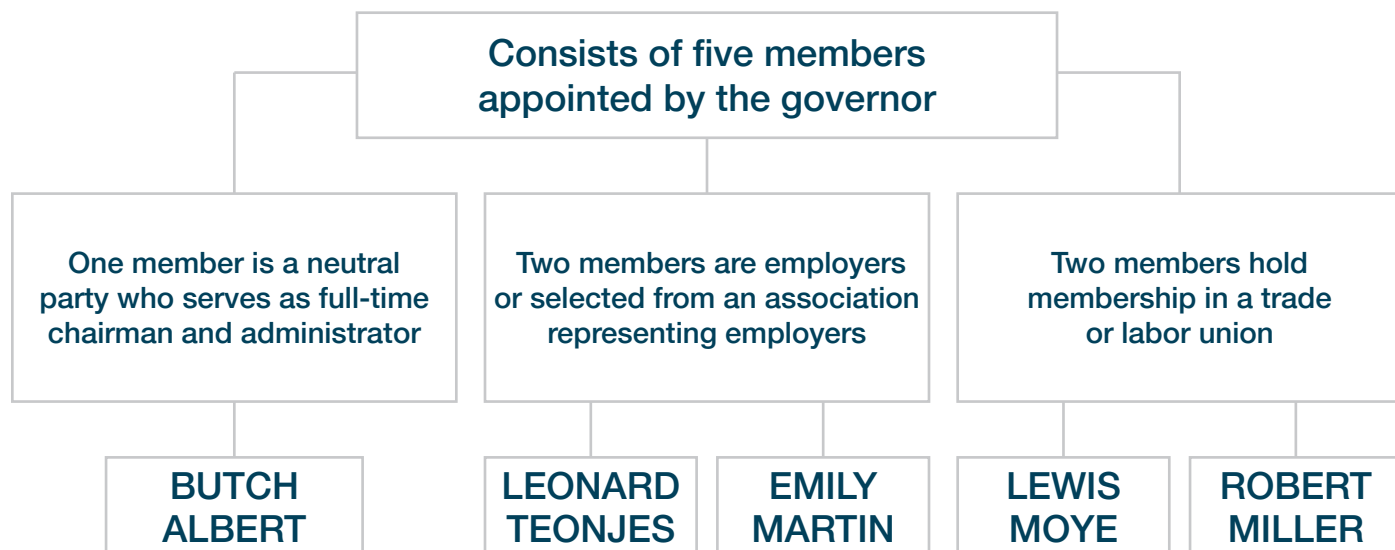 Consists of five members
appointed by the governor
One member is a neutral
party who serves as full-time
chairman and administrator
Two members are employers
or selected from an association
representing employers
Two members hold
membership in a trade
or labor union
BUTCH
ALBERT
LEONARD
TEONJES
EMILY
MARTIN
LEWIS
MOYE
ROBERT
MILLER